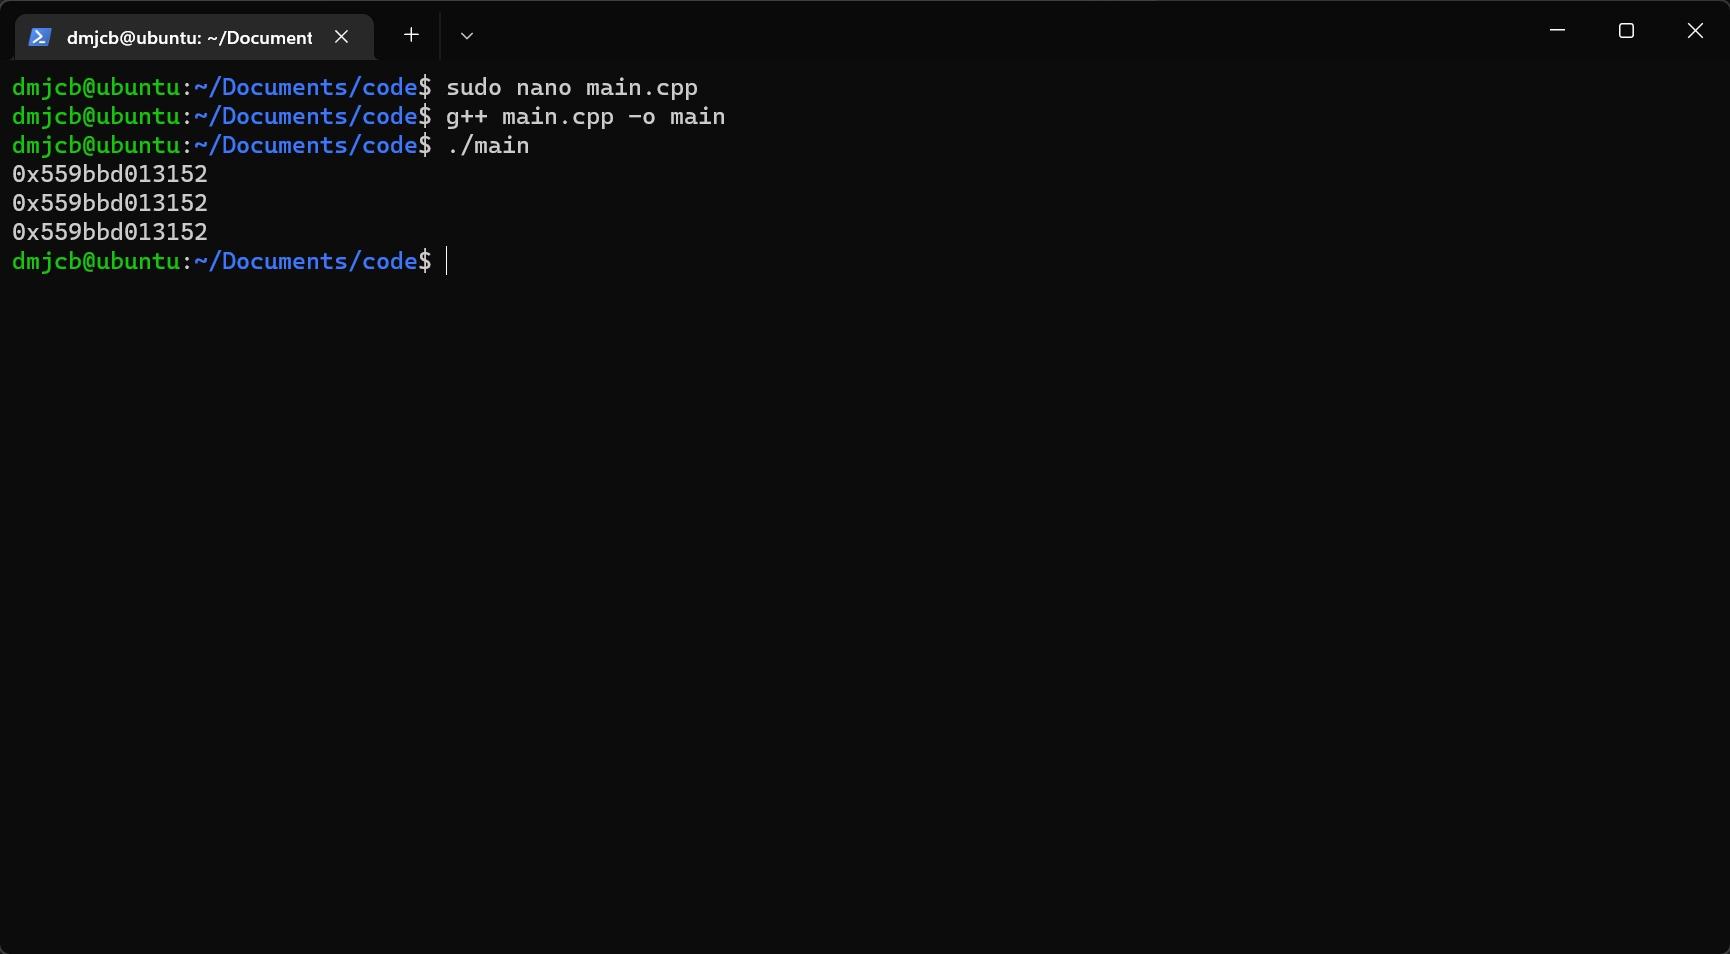 dmjcb@ubuntu: ~/Document
dmjcb@ubuntu:~/Documents/code$ sudo nano main.cpp
dmjcb@ubuntu:~/Documents/code$ g++ main.cpp -o main
dmjcb@ubuntu:~/Documents/code$ ./main
0x559bbd013152
0x559bbd013152
0x559bbd013152
dmjcb@ubuntu:~/Documents/code$